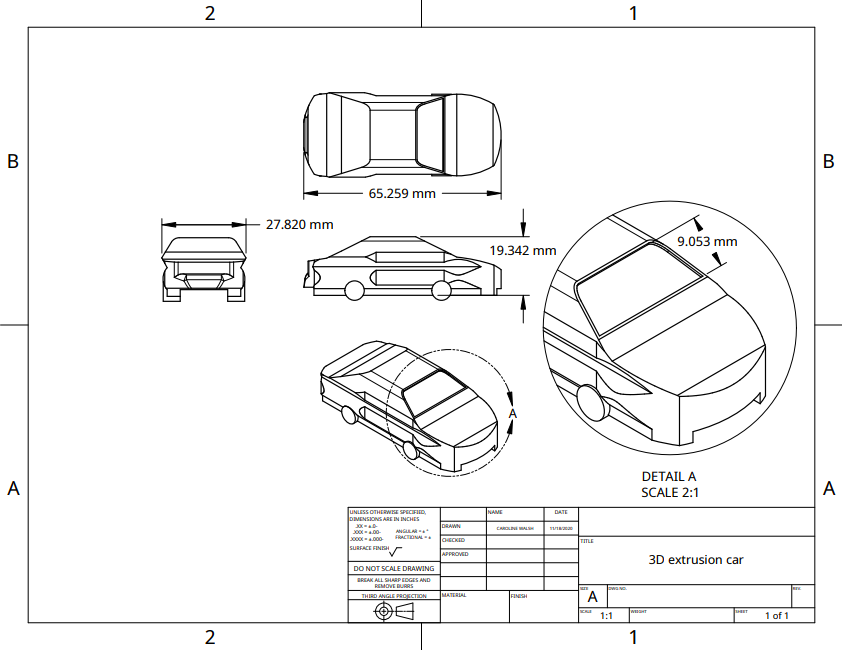 2
1
B
B
65.259 mm
27.820 mm
19.342 mm
9.053 mm
A
DETAIL A
SCALE 2:1
A
A
UNLESS OTHERWISE SPECIFIED,
DIMENSIONS ARE IN INCHES
.XX = ±.0-
.XXX = ±.00-
.XXXX = ±.000-
ANGULAR = ± °
FRACTIONAL = ±
SURFACE FINISH
DO NOT SCALE DRAWING
BREAK ALL SHARP EDGES AND
REMOVE BURRS
THIRD ANGLE PROJECTION
NAME
DATE
DRAWN
CAROLINE WALSH
11/18/2020
CHECKED
APPROVED
MATERIAL
FINISH
TITLE
3D extrusion car
SIZE
A
DWG NO.
REV.
SCALE
1:1
WEIGHT
SHEET
1 of 1
2
1